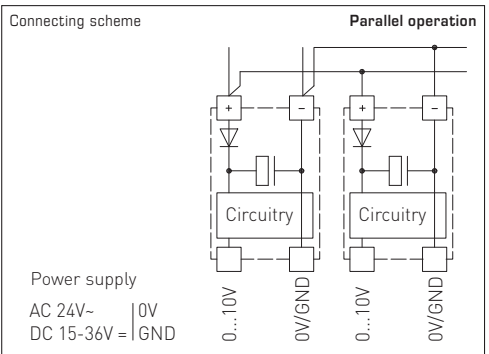 Connecting scheme Parallel operation
+ − + −
Circuitry Circuitry
Power supply
AC 24V~ 0V
DC 15-36V = GND
0...10V
0V/GND
0...10V
0V/GND